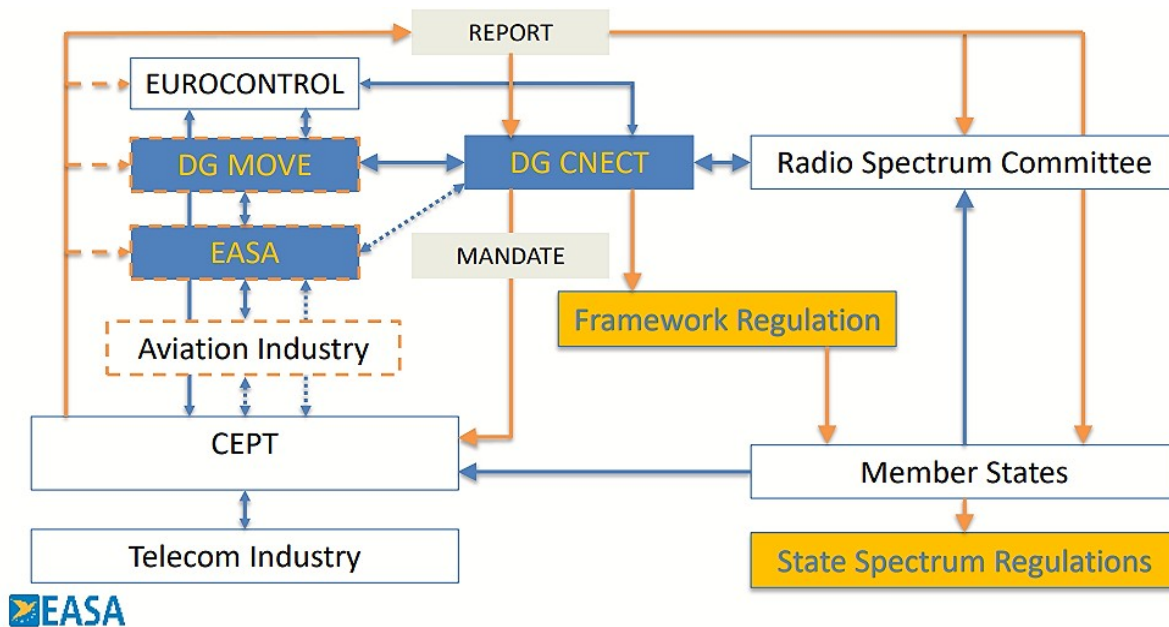 REPORT
EUROCONTROL
DG MOVE
DG CNECT
Radio Spectrum Committee
EASA
MANDATE
Framework Regulation
Aviation Industry
CEPT
Member States
Telecom Industry
State Spectrum Regulations
EASA